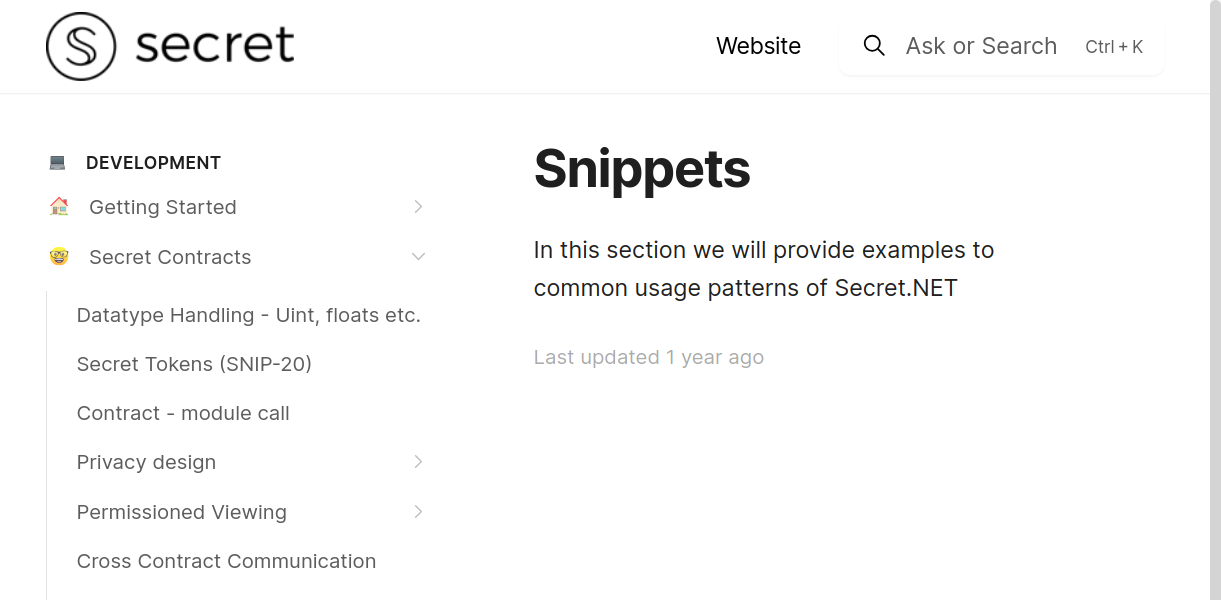 secret
Website
Ask or Search
Ctrl + K
DEVELOPMENT
Getting Started
Secret Contracts
Datatype Handling - Uint, floats etc.
Secret Tokens (SNIP-20)
Contract - module call
Privacy design
Permissioned Viewing
Cross Contract Communication
Snippets
In this section we will provide examples to
common usage patterns of Secret.NET
Last updated 1 year ago